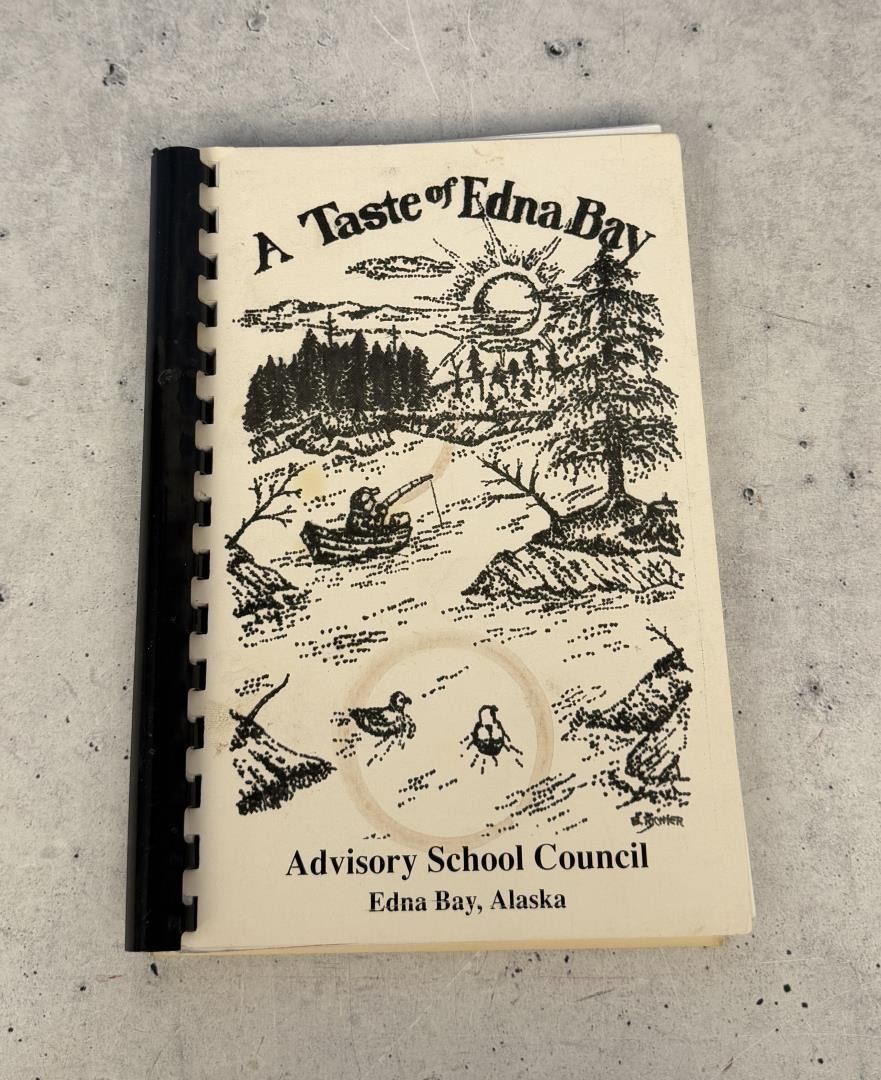 A Taste of Edna Bay
Advisory School Council
Edna Bay, Alaska